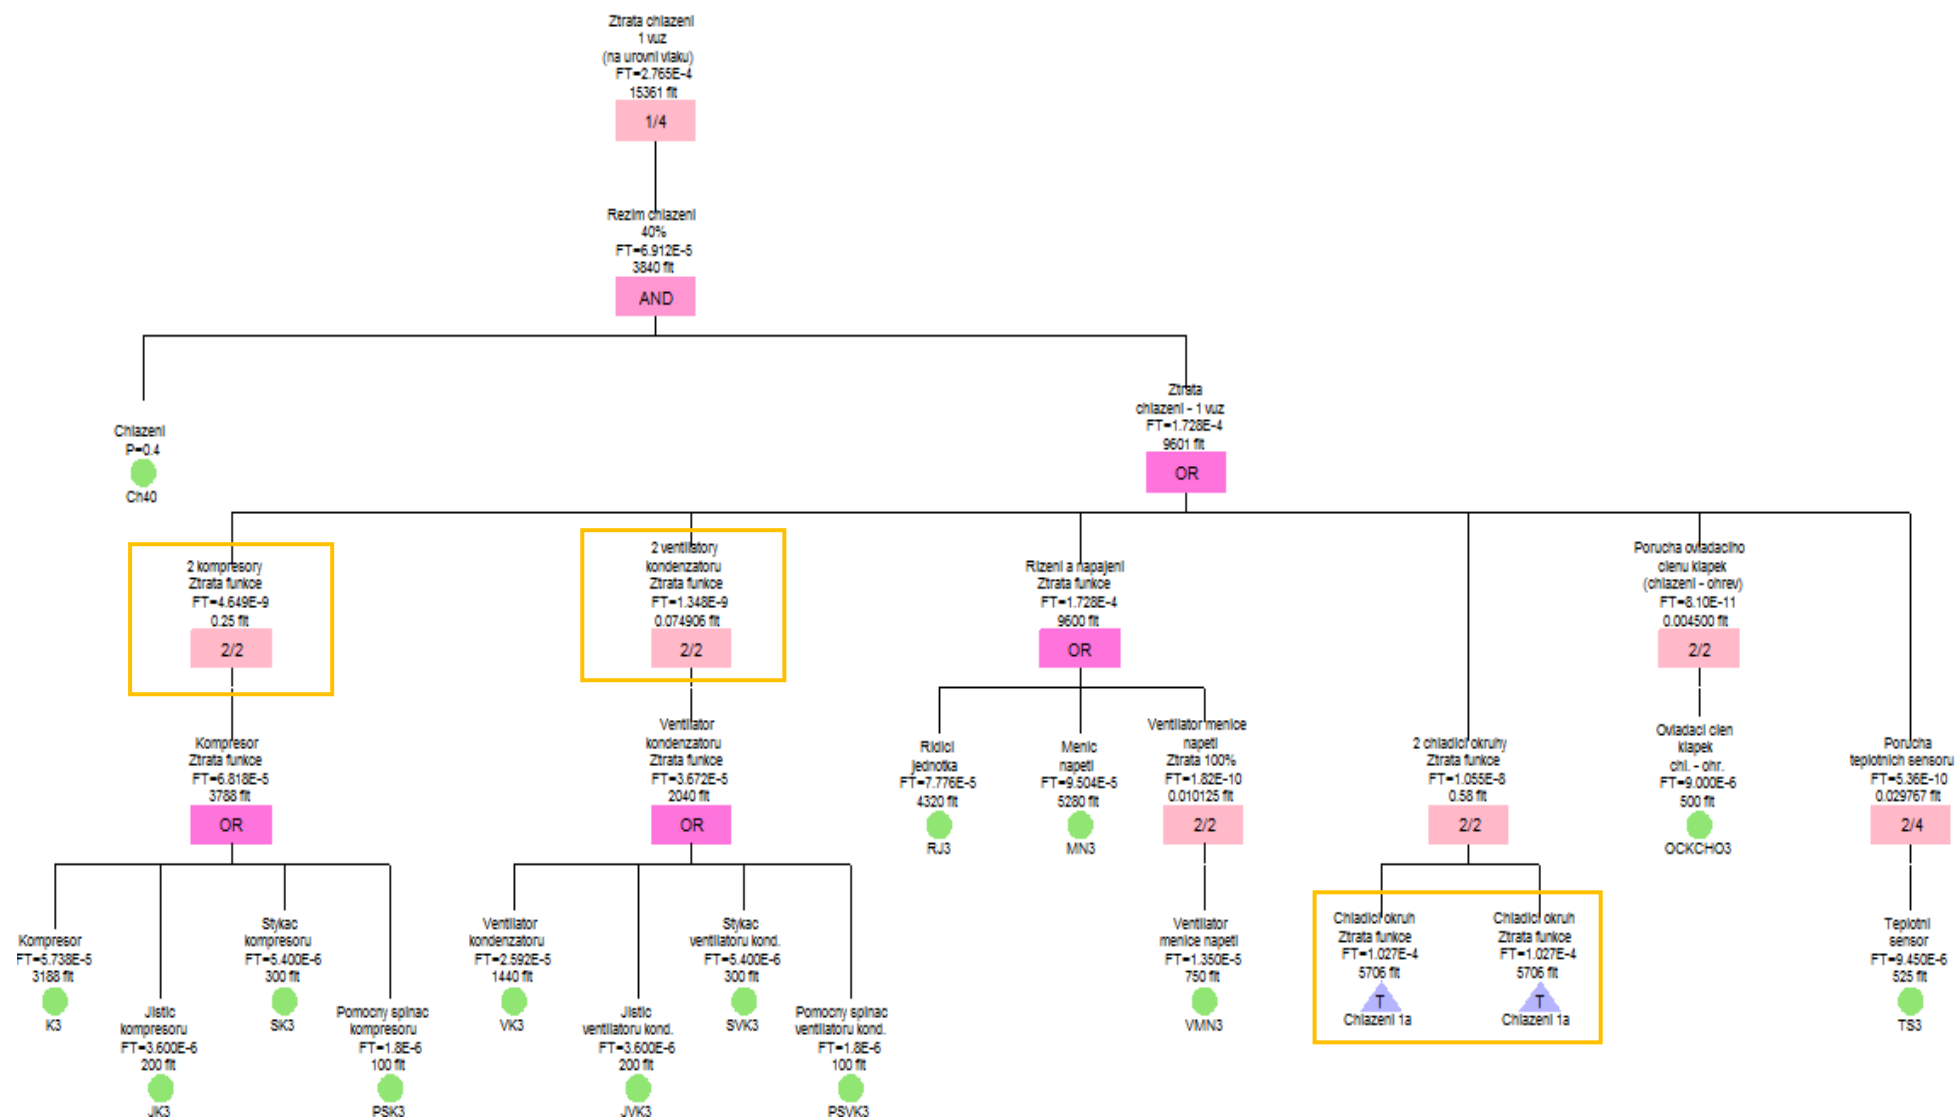 Ztrata chlazeni
1 vuz
(na urovni vlaku)
FT=2.765E-4
15361 fit
1/4
Rezim chlazeni
40%
FT=6.912E-5
3840 fit
AND
Chlazeni
P=0.4
Ch40
Ztrata
chlazeni - 1 vuz
FT=1.728E-4
9601 fit
OR
2 kompresory
Ztrata funkce
FT=4.649E-9
0.25 fit
2/2
2 ventilatory
kondenzatoru
Ztrata funkce
FT=1.348E-9
0.074906 fit
2/2
Rizeni a napajeni
Ztrata funkce
FT=1.728E-4
9600 fit
OR
Porucha ovladaciho
clenu klapek
(chlazeni - ohrev)
FT=8.10E-11
0.004500 fit
2/2
Kompresor
Ztrata funkce
FT=6.818E-5
3788 fit
OR
Ventilator
kondenzatoru
Ztrata funkce
FT=3.672E-5
2040 fit
OR
Ridici
jednotka
FT=7.776E-5
4320 fit
RJ3
Menic
napeti
FT=9.504E-5
5280 fit
MN3
Ventilator menice
napeti
Ztrata 100%
FT=1.82E-10
0.010125 fit
2/2
2 chladici okruhy
Ztrata funkce
FT=1.055E-8
0.58 fit
2/2
Ovladaci clen
klapek
chl. - ohr.
FT=9.000E-6
500 fit
OCKCHO3
Porucha
teplotnich sensoru
FT=5.36E-10
0.029767 fit
2/4
Kompresor
FT=5.738E-5
3188 fit
K3
Jistic
kompresoru
FT=3.600E-6
200 fit
JK3
Stykac
kompresoru
FT=5.400E-6
300 fit
SK3
Pomocny spinac
kompresoru
FT=1.8E-6
100 fit
PSK3
Ventilator
kondenzatoru
FT=2.592E-5
1440 fit
VK3
Jistic
ventilatoru kond.
FT=3.600E-6
200 fit
JVK3
Stykac
ventilatoru kond.
FT=5.400E-6
300 fit
SVK3
Pomocny spinac
ventilatoru kond.
FT=1.8E-6
100 fit
PSVK3
Ventilator
menice napeti
FT=1.350E-5
750 fit
VMN3
Chladici okruh
Ztrata funkce
FT=1.027E-4
5706 fit
T
Chlazeni 1a
Chladici okruh
Ztrata funkce
FT=1.027E-4
5706 fit
T
Chlazeni 1a
Teplotni
sensor
FT=9.450E-6
525 fit
TS3